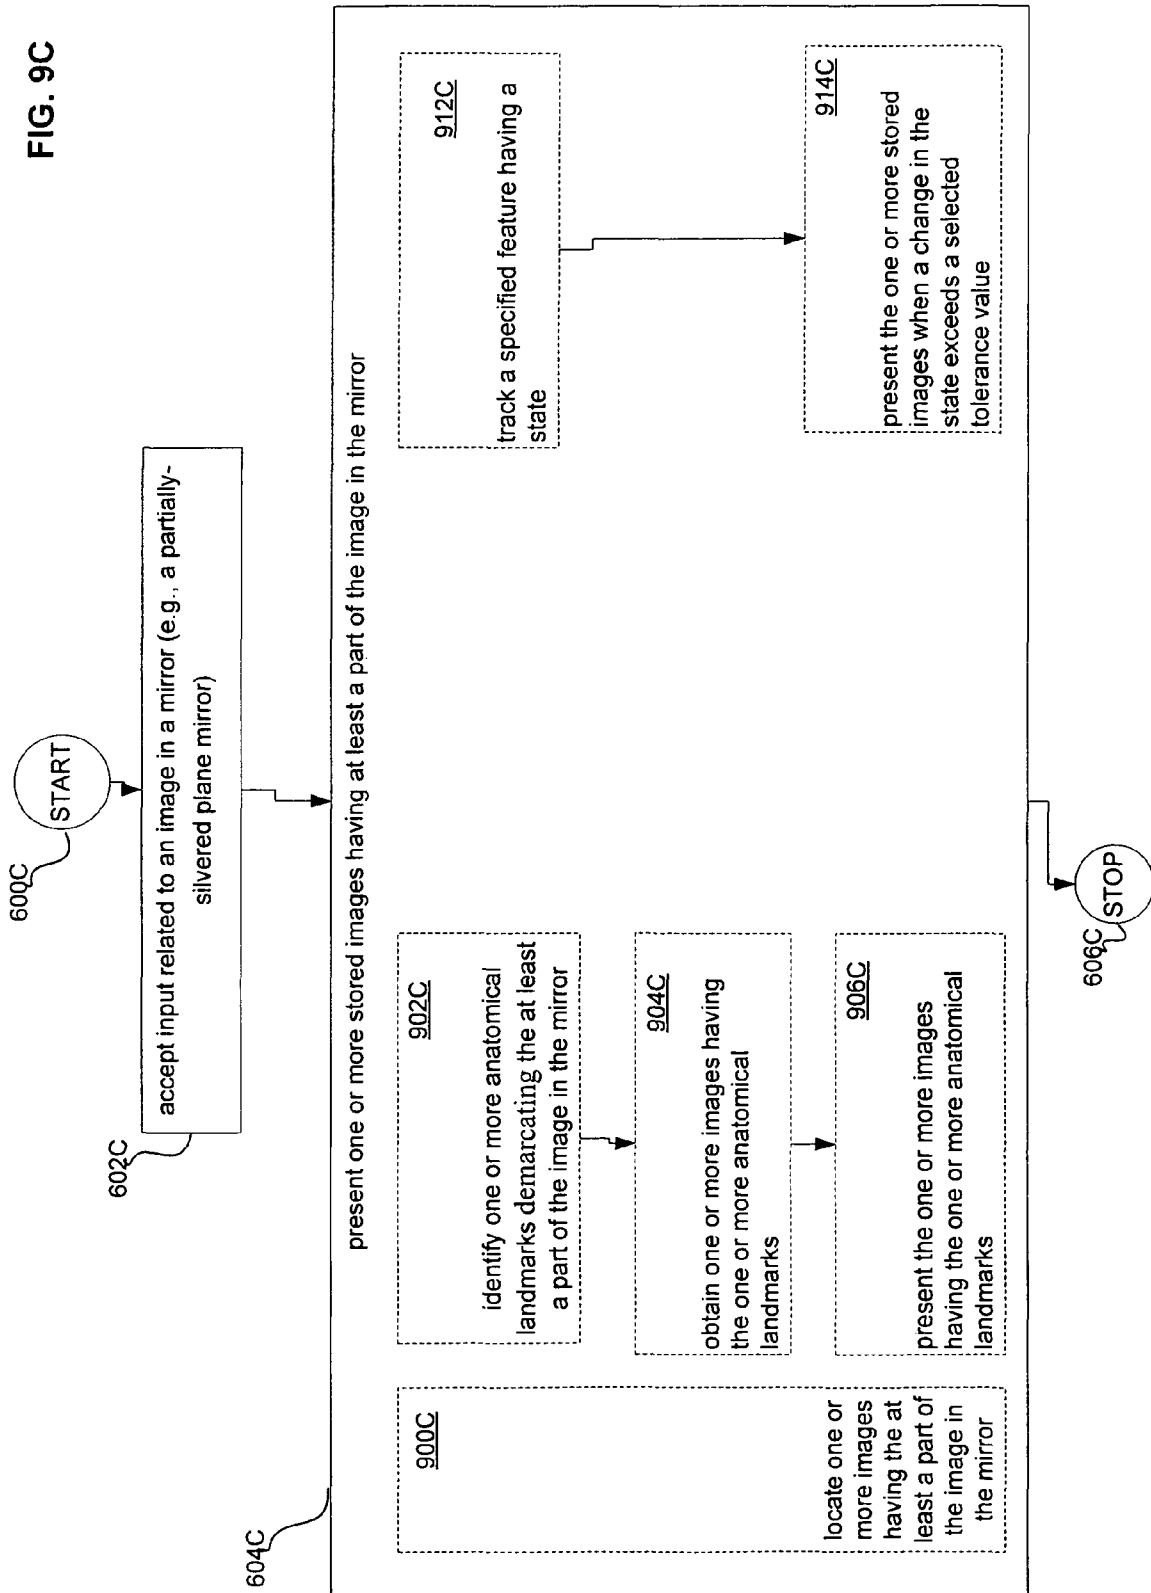 FIG. 9C
600C
START
602C
accept input related to an image in a mirror (e.g., a partially-
silvered plane mirror)
604C
present one or more stored images having at least a part of the image in the mirror
900C
locate one or
more images
having the at
least a part of
the image in
the mirror
902C
identify one or more anatomical
landmarks demarcating the at least
a part of the image in the mirror
904C
obtain one or more images having
the one or more anatomical
landmarks
906C
present the one or more images
having the one or more anatomical
landmarks
912C
track a specified feature having a
state
914C
present the one or more stored
images when a change in the
state exceeds a selected
tolerance value
606C
STOP